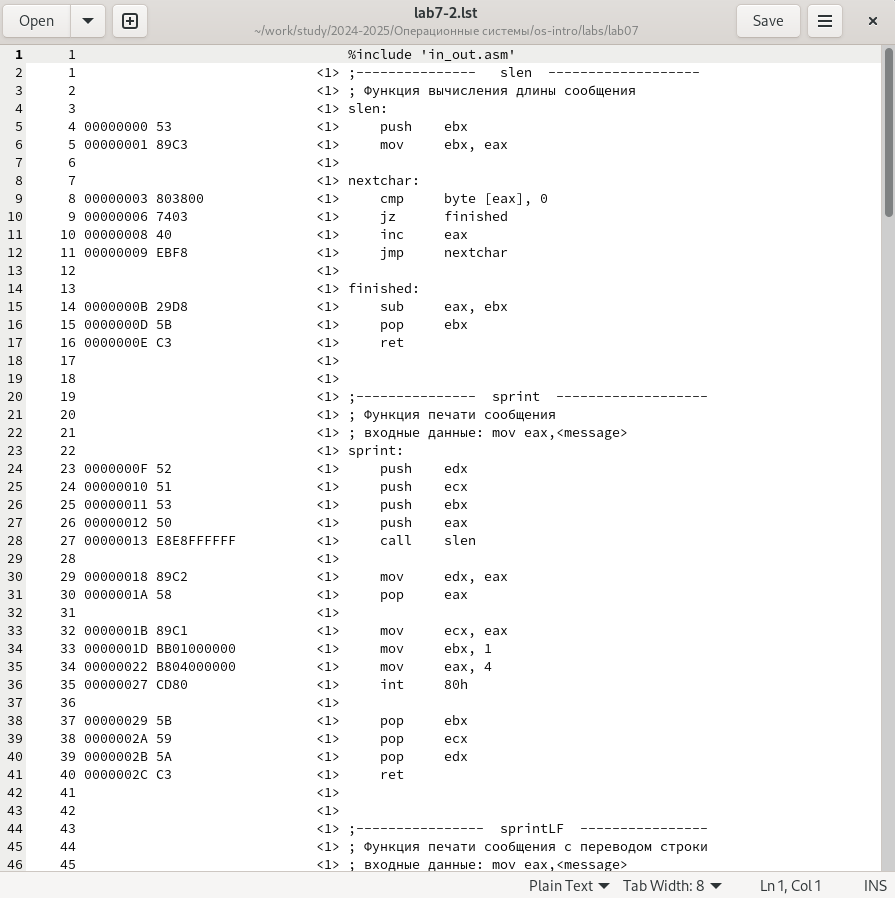 Open
lab7-2.lst
~/work/study/2024-2025/Операционные системы/os-intro/labs/lab07
Save
1 1 %include 'in_out.asm'
2 1 <1> ;--------------- slen -------------------
3 2 <1> ; Функция вычисления длины сообщения
4 3 <1> slen:
5 4 00000000 53 <1> push ebx
6 5 00000001 89C3 <1> mov ebx, eax
7 6 <1>
8 7 <1> nextchar:
9 8 00000003 803800 <1> cmp byte [eax], 0
10 9 00000006 7403 <1> jz finished
11 10 00000008 40 <1> inc eax
12 11 00000009 EBF8 <1> jmp nextchar
13 12 <1>
14 13 <1> finished:
15 14 0000000B 29D8 <1> sub eax, ebx
16 15 0000000D 5B <1> pop ebx
17 16 0000000E C3 <1> ret
18 17 <1>
19 18 <1>
20 19 <1> ;--------------- sprint -------------------
21 20 <1> ; Функция печати сообщения
22 21 <1> ; входные данные: mov eax,<message>
23 22 <1> sprint:
24 23 0000000F 52 <1> push edx
25 24 00000010 51 <1> push ecx
26 25 00000011 53 <1> push ebx
27 26 00000012 50 <1> push eax
28 27 00000013 E8E8FFFFFF <1> call slen
29 28 <1>
30 29 00000018 89C2 <1> mov edx, eax
31 30 0000001A 58 <1> pop eax
32 31 <1>
33 32 0000001B 89C1 <1> mov ecx, eax
34 33 0000001D BB01000000 <1> mov ebx, 1
35 34 00000022 B804000000 <1> mov eax, 4
36 35 00000027 CD80 <1> int 80h
37 36 <1>
38 37 00000029 5B <1> pop ebx
39 38 0000002A 59 <1> pop ecx
40 39 0000002B 5A <1> pop edx
41 40 0000002C C3 <1> ret
42 41 <1>
43 42 <1>
44 43 <1> ;---------------- sprintLF ----------------
45 44 <1> ; Функция печати сообщения с переводом строки
46 45 <1> ; входные данные: mov eax,<message>
Plain Text Tab Width: 8 Ln 1, Col 1 INS